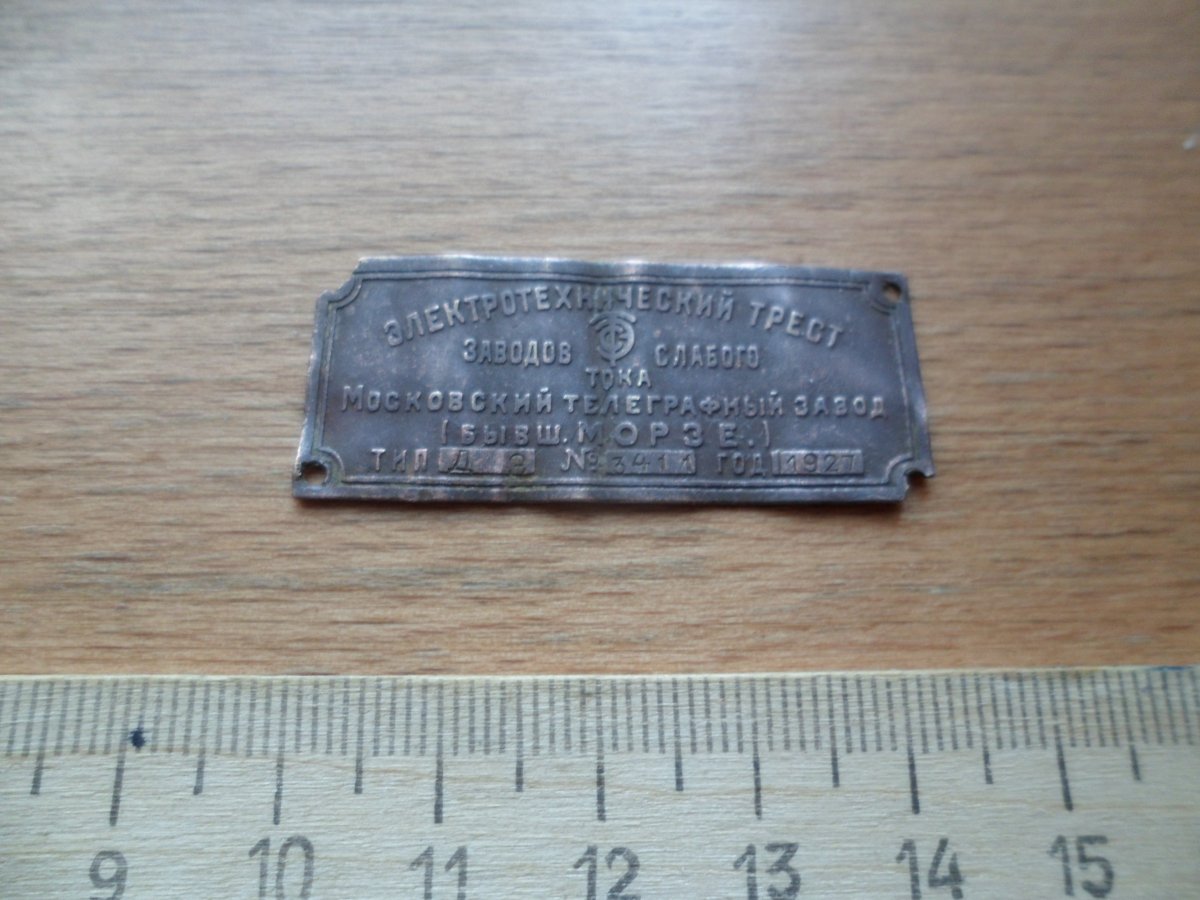 ЭЛЕКТРОТЕХНИЧЕСКИЙ ТРЕСТ
ЗАВОДОВ СЛАБОГО
ТОКА
МОСКОВСКИЙ ТЕЛЕГРАФНЫЙ ЗАВОД
(БЫВШ. МОРЗЕ.)
ТИП Д № 3411 ГОД 1927
9 10 11 12 13 14 15